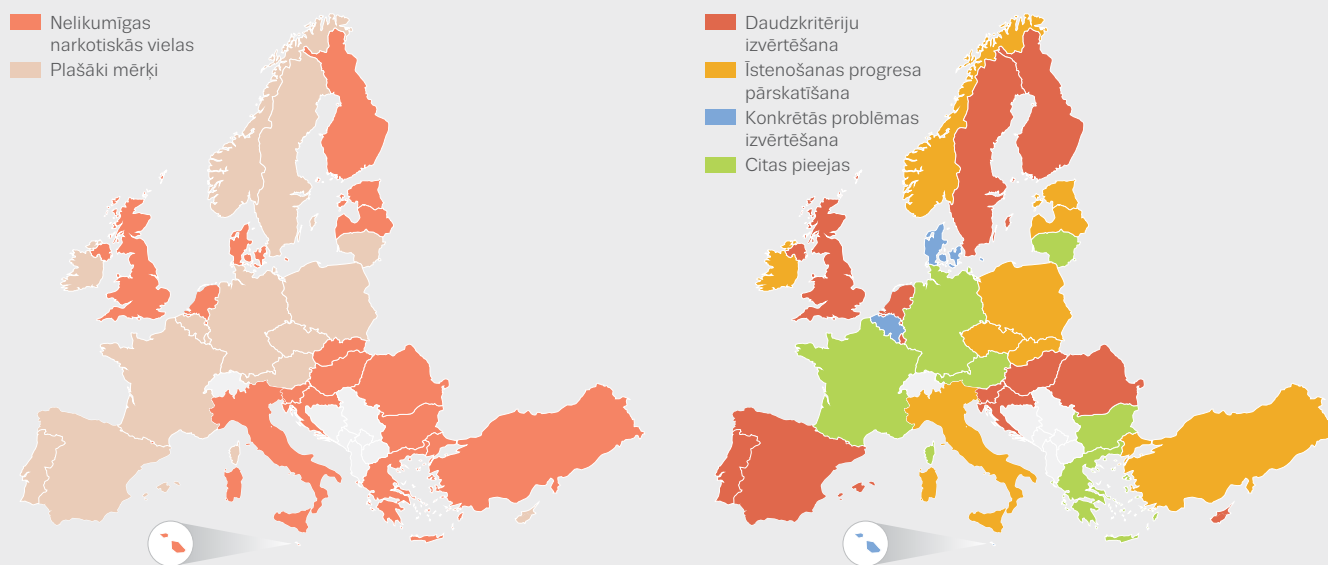 Nelikumīgas
narkotiskās vielas
Plašāki mērķi
Daudzkritēriju
izvērtēšana
Īstenošanas progresa
pārskatīšana
Konkrētās problēmas
izvērtēšana
Citas pieejas